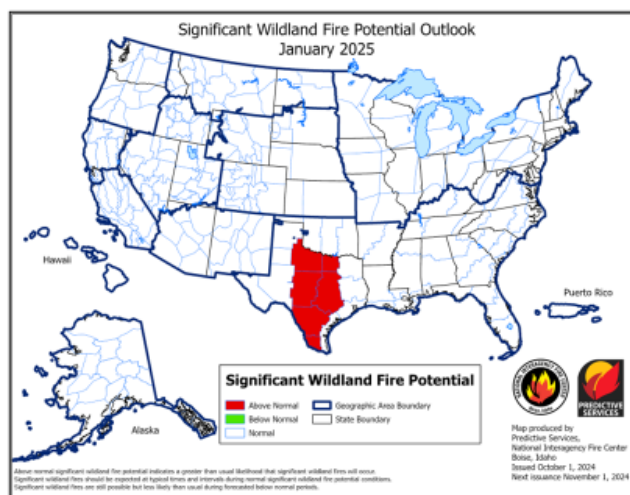 Significant Wildland Fire Potential Outlook
January 2025
Hawaii
Puerto Rico
Alaska
Significant Wildland Fire Potential
Above Normal
Below Normal
Normal
Geographic Area Boundary
State Boundary
NATIONAL INTERAGENCY FIRE CENTER
PREDICTIVE
SERVICES
Map produced by
Predictive Services,
National Interagency Fire Center
Boise, Idaho
Issued October 1, 2024
Next issuance November 1, 2024
Above normal significant wildland fire potential indicates a greater than usual likelihood that significant wildland fires will occur.
Significant wildland fires should be expected at typical times and intervals during normal significant wildland fire potential conditions.
Significant wildland fires are still possible but less likely than usual during forecasted below normal periods.